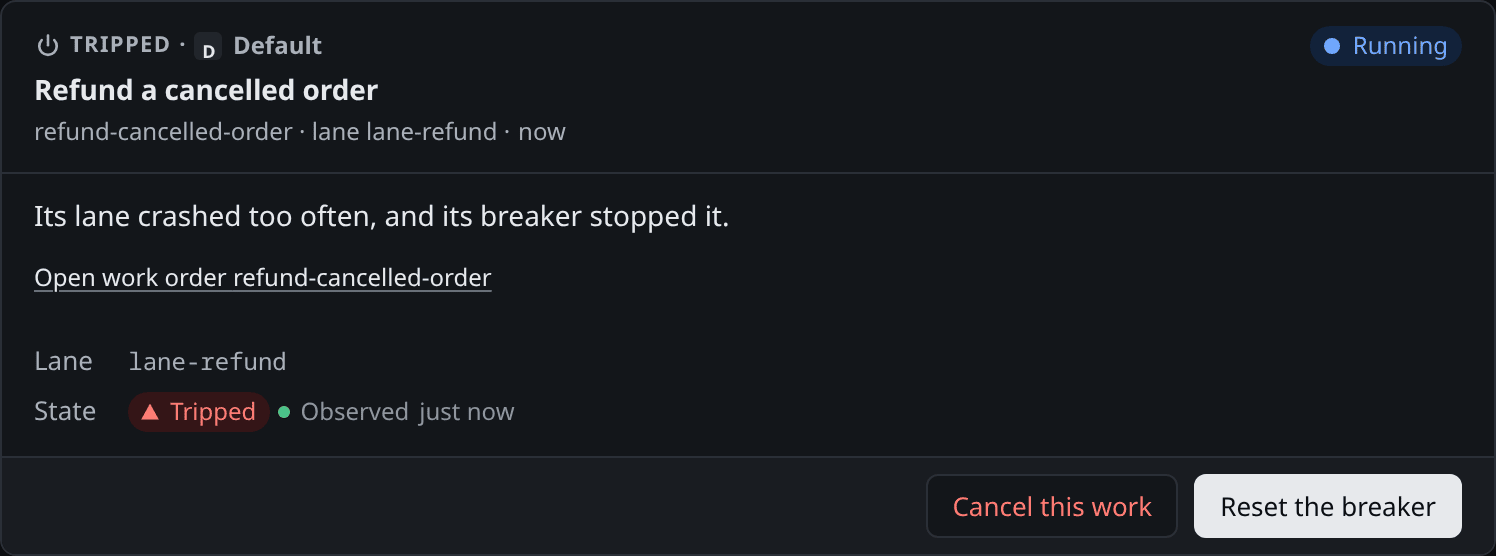 TRIPPED · D Default
Running
Refund a cancelled order
refund-cancelled-order · lane lane-refund · now
Its lane crashed too often, and its breaker stopped it.
Open work order refund-cancelled-order
Lane lane-refund
State Tripped Observed just now
Cancel this work
Reset the breaker